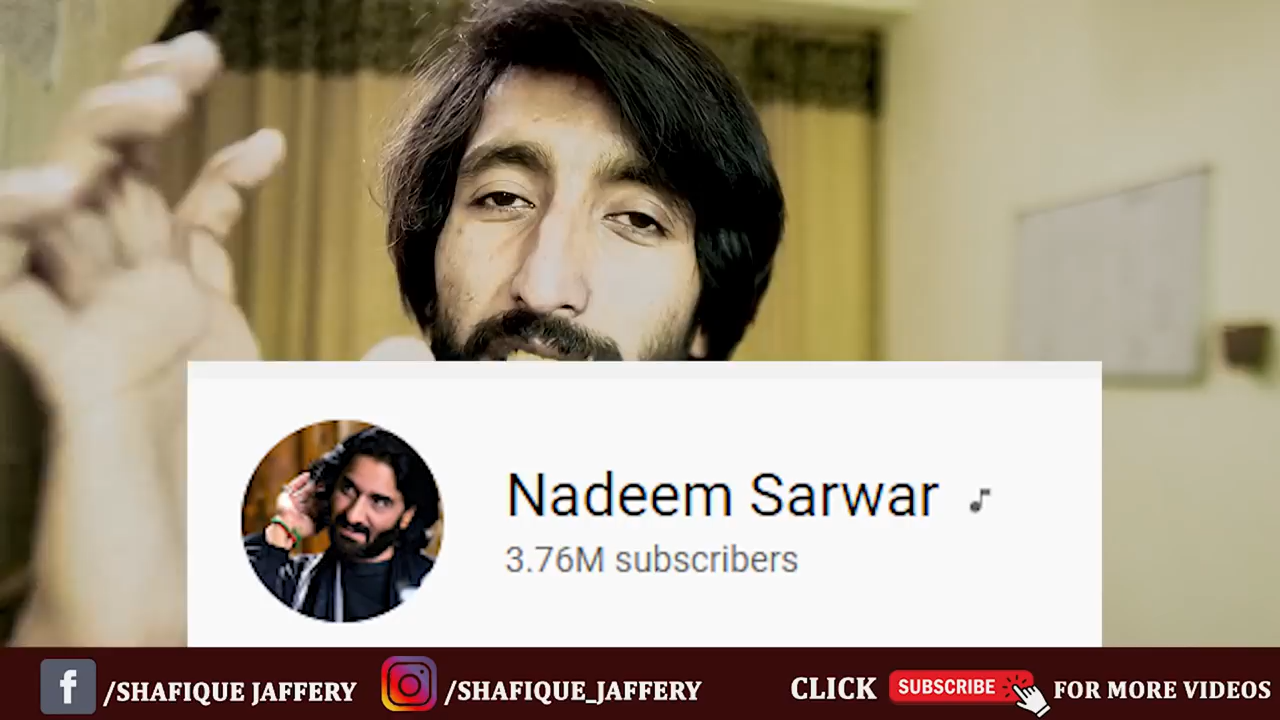 Nadeem Sarwar
3.76M subscribers
f /SHAFIQUE JAFFERY /SHAFIQUE_JAFFERY CLICK SUBSCRIBE FOR MORE VIDEOS